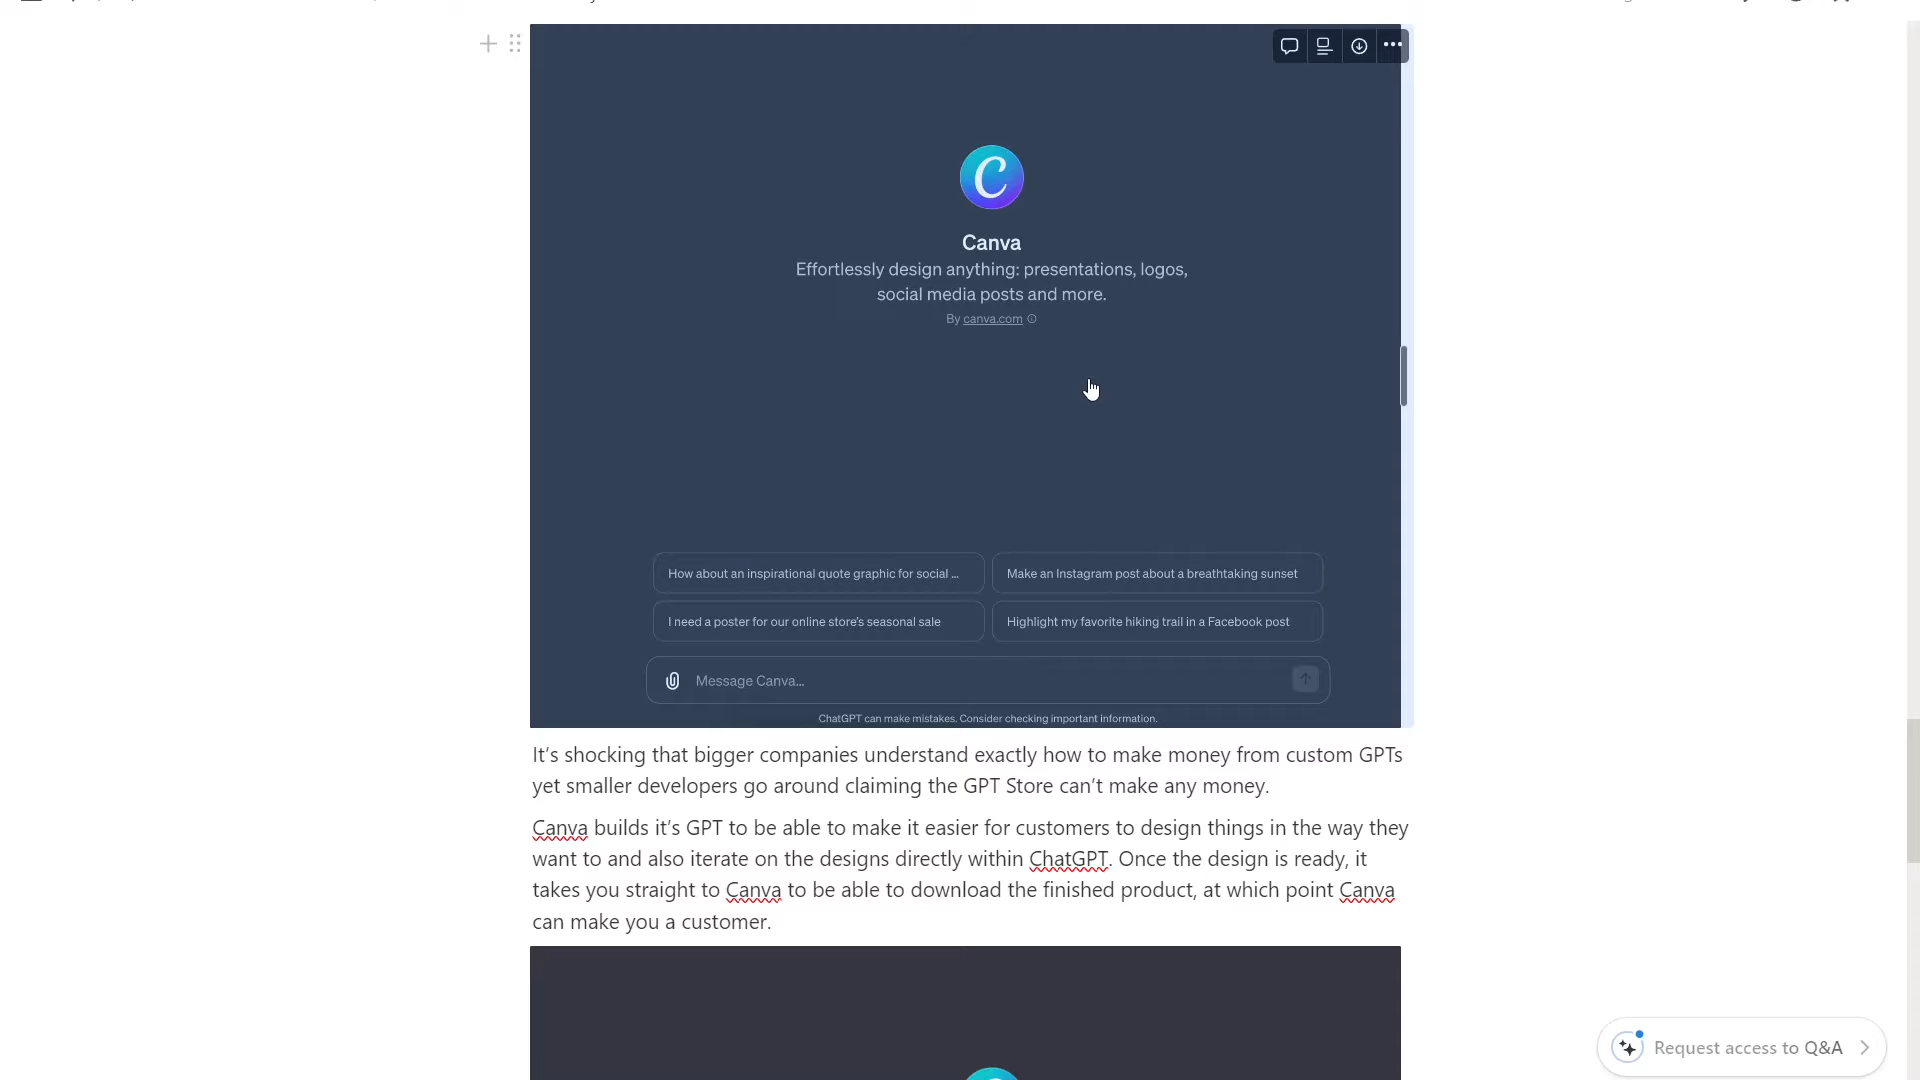 Canva
Effortlessly design anything: presentations, logos,
social media posts and more.
By canva.com
How about an inspirational quote graphic for social ...
Make an Instagram post about a breathtaking sunset
I need a poster for our online store's seasonal sale
Highlight my favorite hiking trail in a Facebook post
Message Canva...
ChatGPT can make mistakes. Consider checking important information.
It’s shocking that bigger companies understand exactly how to make money from custom GPTs
yet smaller developers go around claiming the GPT Store can’t make any money.
Canva builds it’s GPT to be able to make it easier for customers to design things in the way they
want to and also iterate on the designs directly within ChatGPT. Once the design is ready, it
takes you straight to Canva to be able to download the finished product, at which point Canva
can make you a customer.
Request access to Q&A